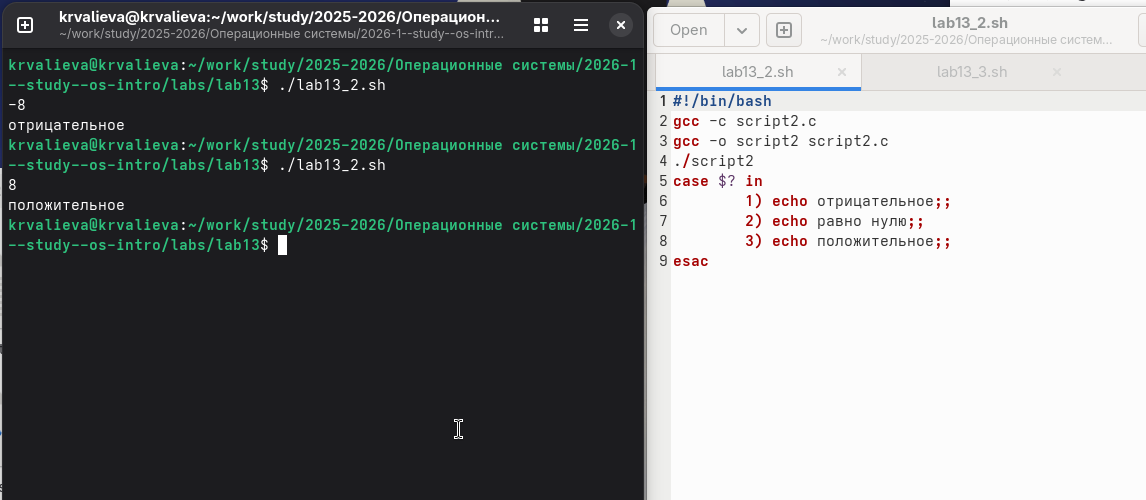 krvalieva@krvalieva:~/work/study/2025-2026/Операцион...
~/work/study/2025-2026/Операционные системы/2026-1--study--os-intr...
krvalieva@krvalieva:~/work/study/2025-2026/Операционные системы/2026-1
--study--os-intro/labs/lab13$ ./lab13_2.sh
-8
отрицательное
krvalieva@krvalieva:~/work/study/2025-2026/Операционные системы/2026-1
--study--os-intro/labs/lab13$ ./lab13_2.sh
8
положительное
krvalieva@krvalieva:~/work/study/2025-2026/Операционные системы/2026-1
--study--os-intro/labs/lab13$
Open
lab13_2.sh
~/work/study/2025-2026/Операционные систем...
lab13_2.sh
lab13_3.sh
1 #!/bin/bash
2 gcc -c script2.c
3 gcc -o script2 script2.c
4 ./script2
5 case $? in
6 1) echo отрицательное;;
7 2) echo равно нулю;;
8 3) echo положительное;;
9 esac